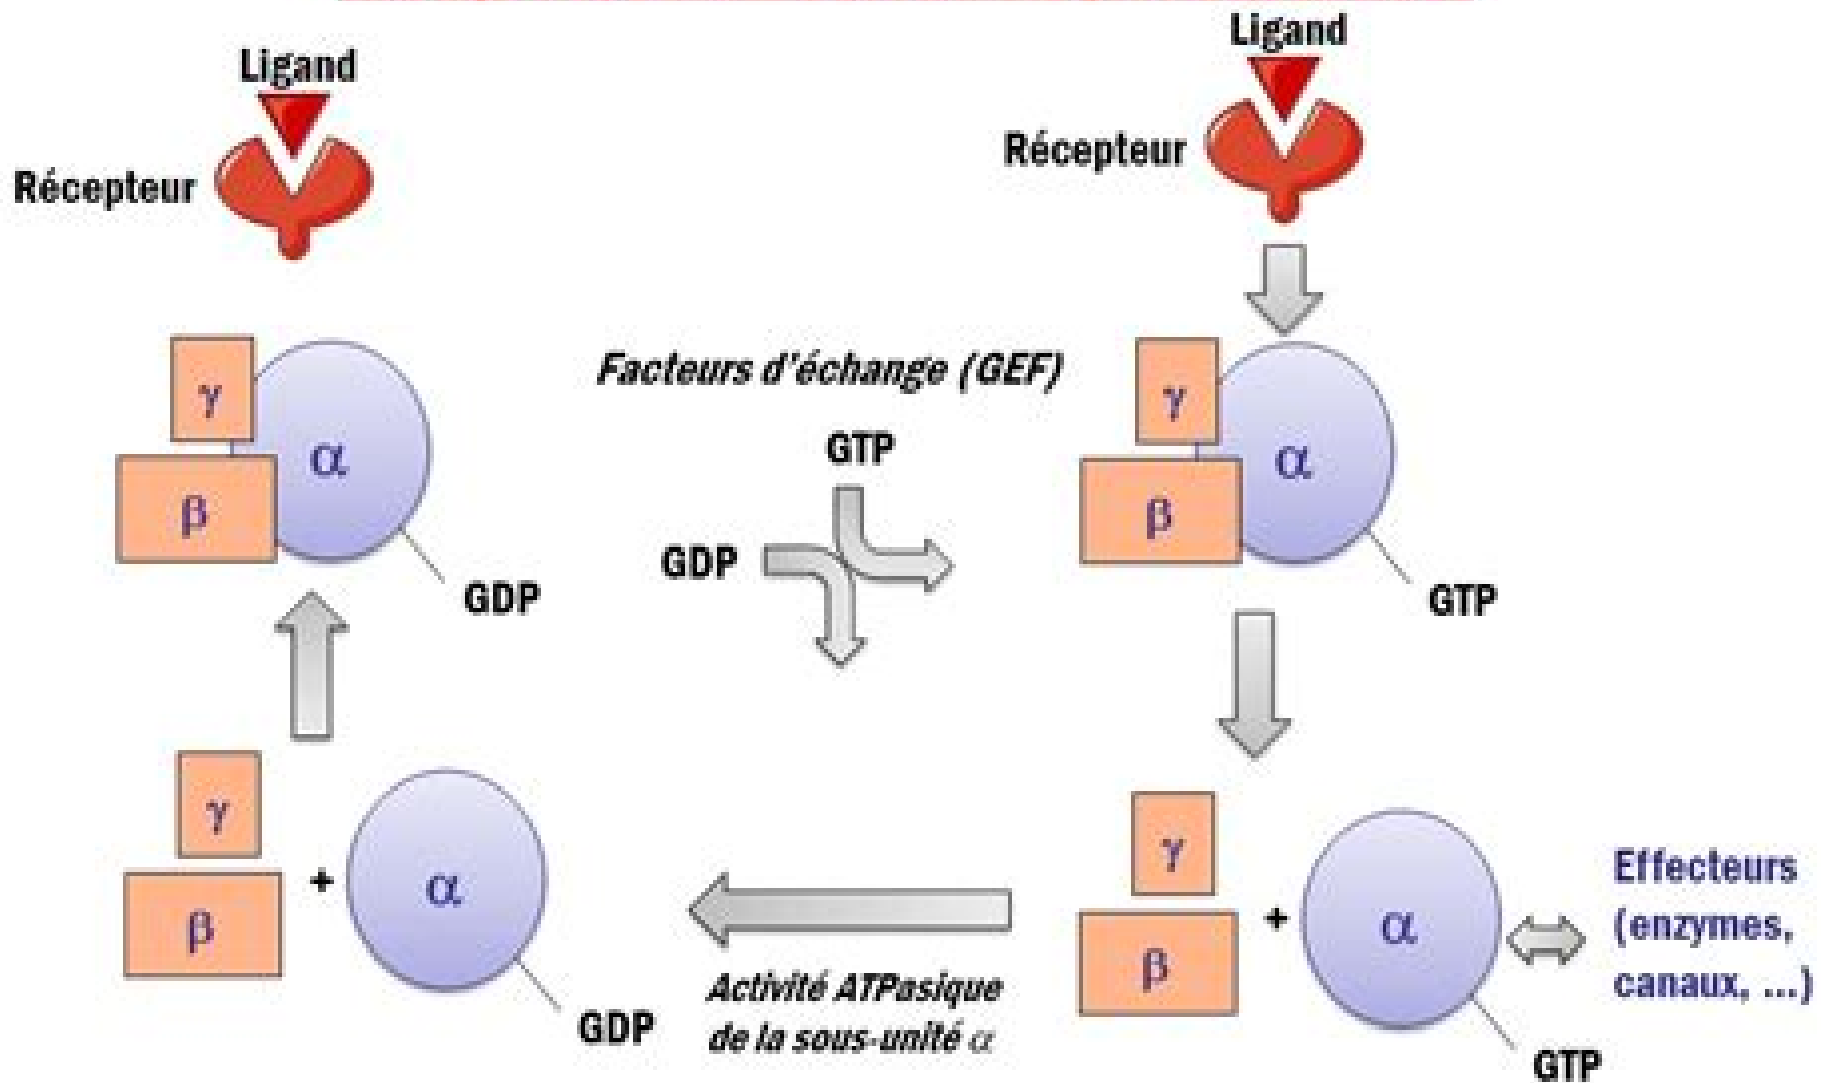 Ligand
Récepteur
Ligand
Récepteur
γ
α
β
GDP
Facteurs d'échange (GEF)
GTP
GDP
γ
α
β
GTP
γ
+
α
β
GDP
Activité ATPasique
de la sous-unité α
γ
+
α
β
GTP
Effecteurs
(enzymes,
canaux, ...)